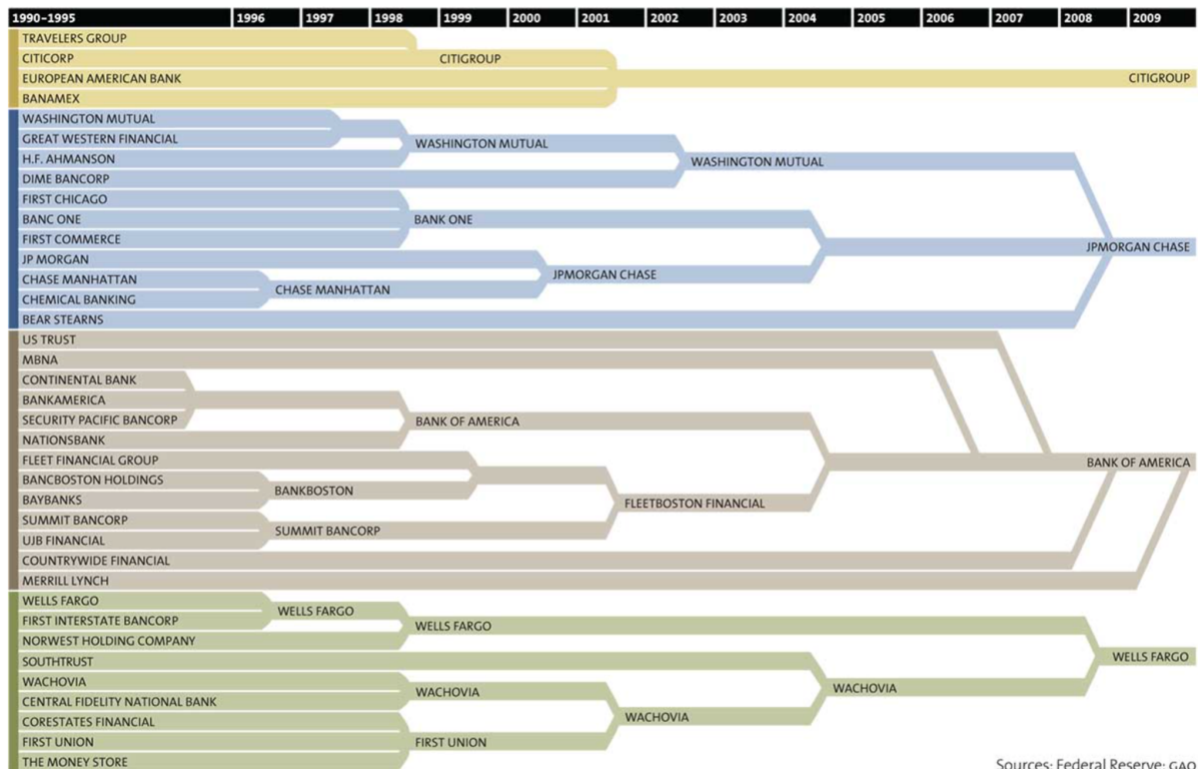 1990-1995 1996 1997 1998 1999 2000 2001 2002 2003 2004 2005 2006 2007 2008 2009
TRAVELERS GROUP
CITICORP CITIGROUP
EUROPEAN AMERICAN BANK CITIGROUP
BANAMEX
WASHINGTON MUTUAL
GREAT WESTERN FINANCIAL WASHINGTON MUTUAL
H.F. AHMANSON WASHINGTON MUTUAL
DIME BANCORP
FIRST CHICAGO
BANC ONE BANK ONE
FIRST COMMERCE JPMORGAN CHASE
JP MORGAN
CHASE MANHATTAN CHASE MANHATTAN JPMORGAN CHASE
CHEMICAL BANKING
BEAR STEARNS
US TRUST
MBNA
CONTINENTAL BANK
BANKAMERICA
SECURITY PACIFIC BANCORP BANK OF AMERICA
NATIONSBANK
FLEET FINANCIAL GROUP BANK OF AMERICA
BANCBOSTON HOLDINGS BANKBOSTON
BAYBANKS FLEETBOSTON FINANCIAL
SUMMIT BANCORP SUMMIT BANCORP
UJB FINANCIAL
COUNTRYWIDE FINANCIAL
MERRILL LYNCH
WELLS FARGO WELLS FARGO
FIRST INTERSTATE BANCORP WELLS FARGO
NORWEST HOLDING COMPANY
SOUTHTRUST WELLS FARGO
WACHOVIA WACHOVIA WACHOVIA
CENTRAL FIDELITY NATIONAL BANK
CORESTATES FINANCIAL WACHOVIA
FIRST UNION FIRST UNION
THE MONEY STORE
Sources: Federal Reserve; GAO